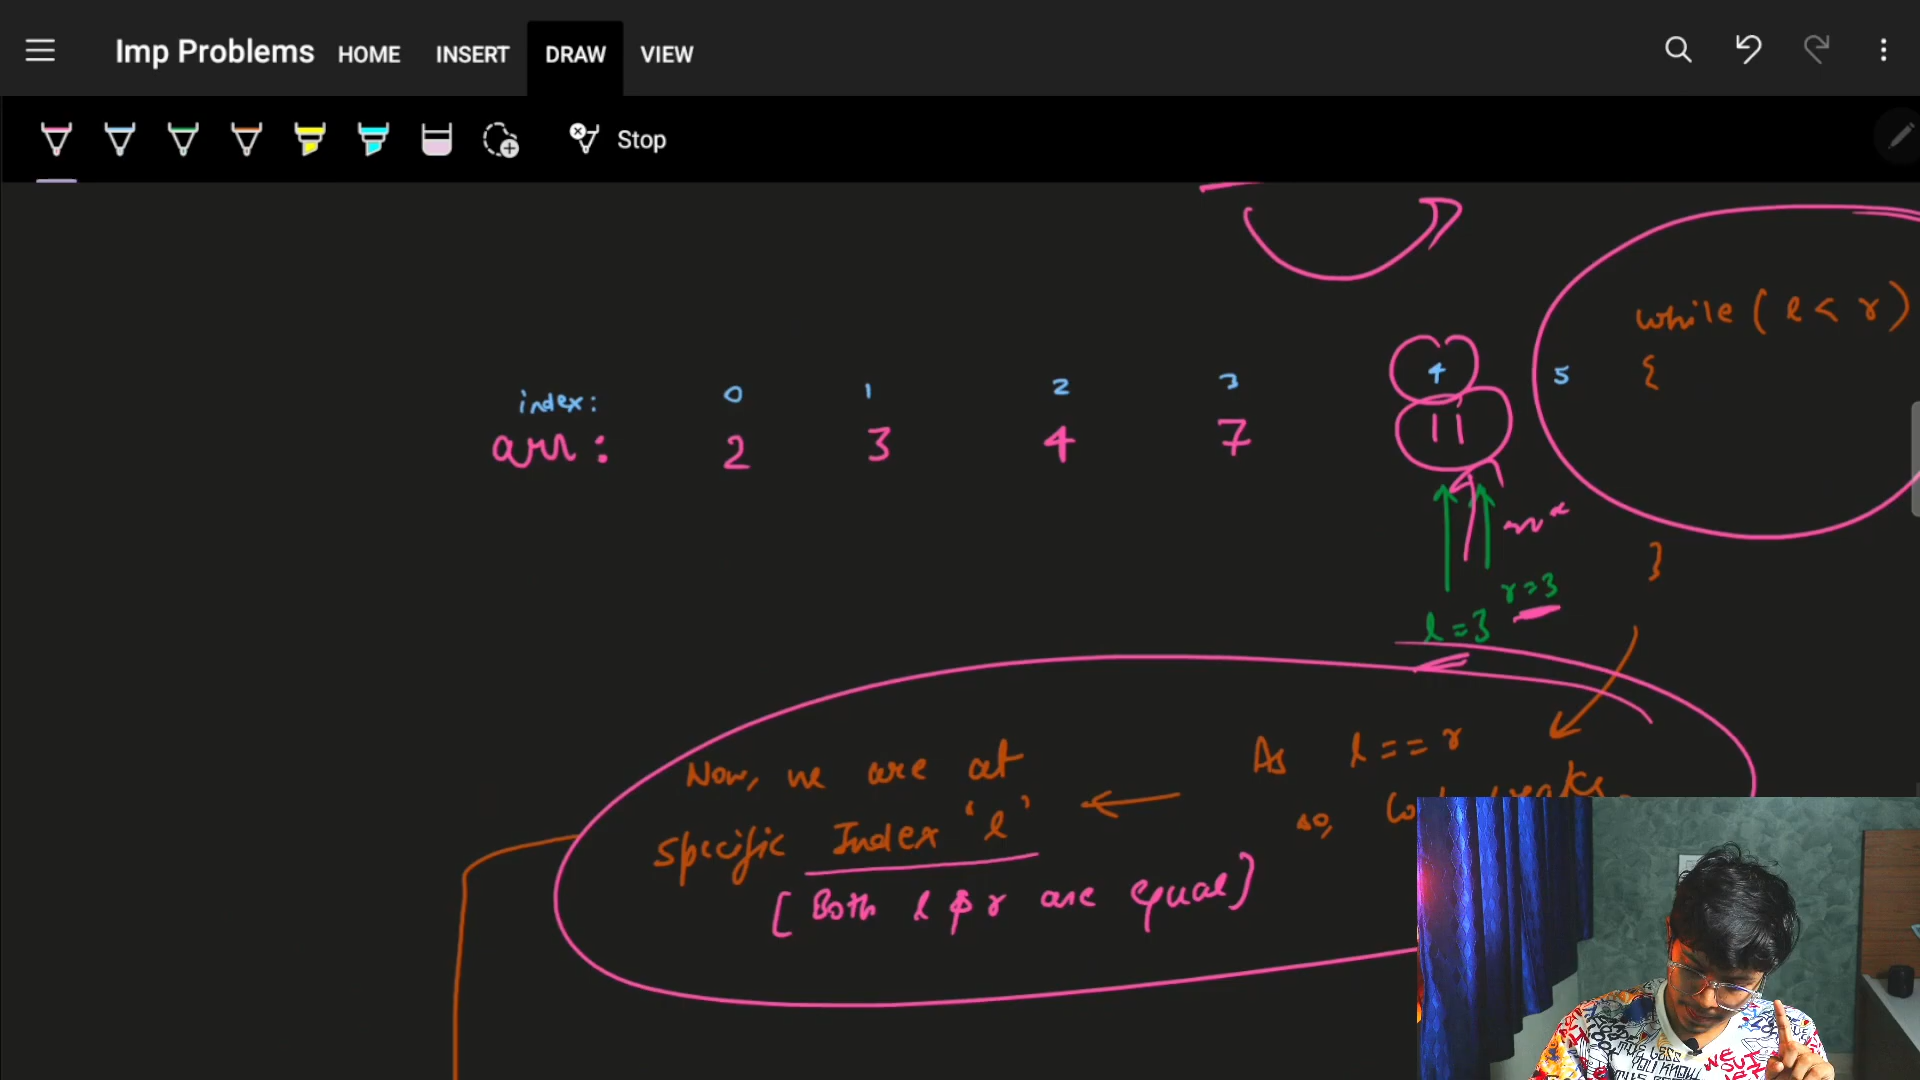 Imp Problems HOME INSERT DRAW VIEW
Stop
while ( l < r )
{
index: 0 1 2 3 4 5
arr: 2 3 4 7 11
}
r=3
l=3
Now, we are at
specific Index 'l'
[Both l & r are equal]
As l == r
so,